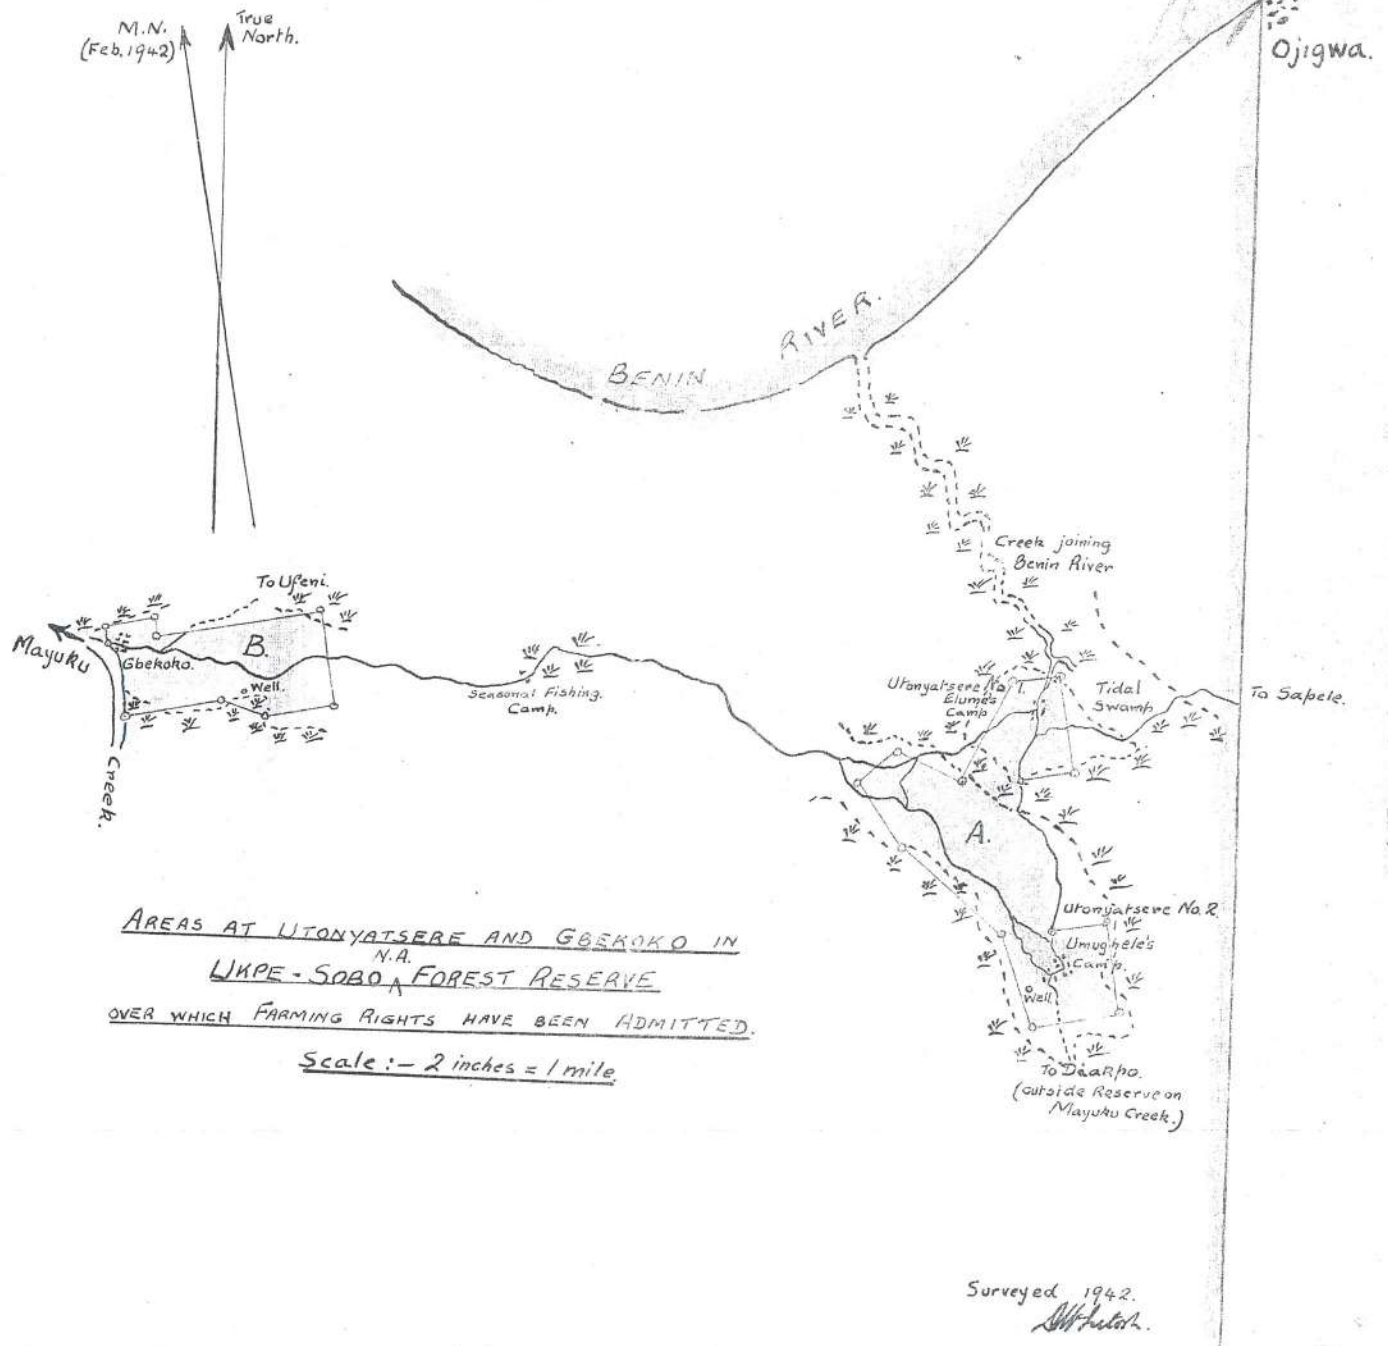 M.N.
(Feb. 1942)
True
North.
Ojigwa.
BENIN RIVER.
Creek joining
Benin River
To Ufeni.
B.
Mayuku
Creek.
Gbekoko.
Well.
Seasonal Fishing
Camp.
Utonyatsere No 1.
Elume's
Camp
Tidal
Swamp
To Sapele.
A.
Utonyatsere No. 2.
Umughele's
Camp.
Well
To Daakpo.
(outside Reserve on
Mayuku Creek.)
AREAS AT UTONYATSERE AND GBEKOKO IN
UKPE - SOBO N.A. FOREST RESERVE
OVER WHICH FARMING RIGHTS HAVE BEEN ADMITTED.
Scale :- 2 inches = 1 mile.
Surveyed 1942.